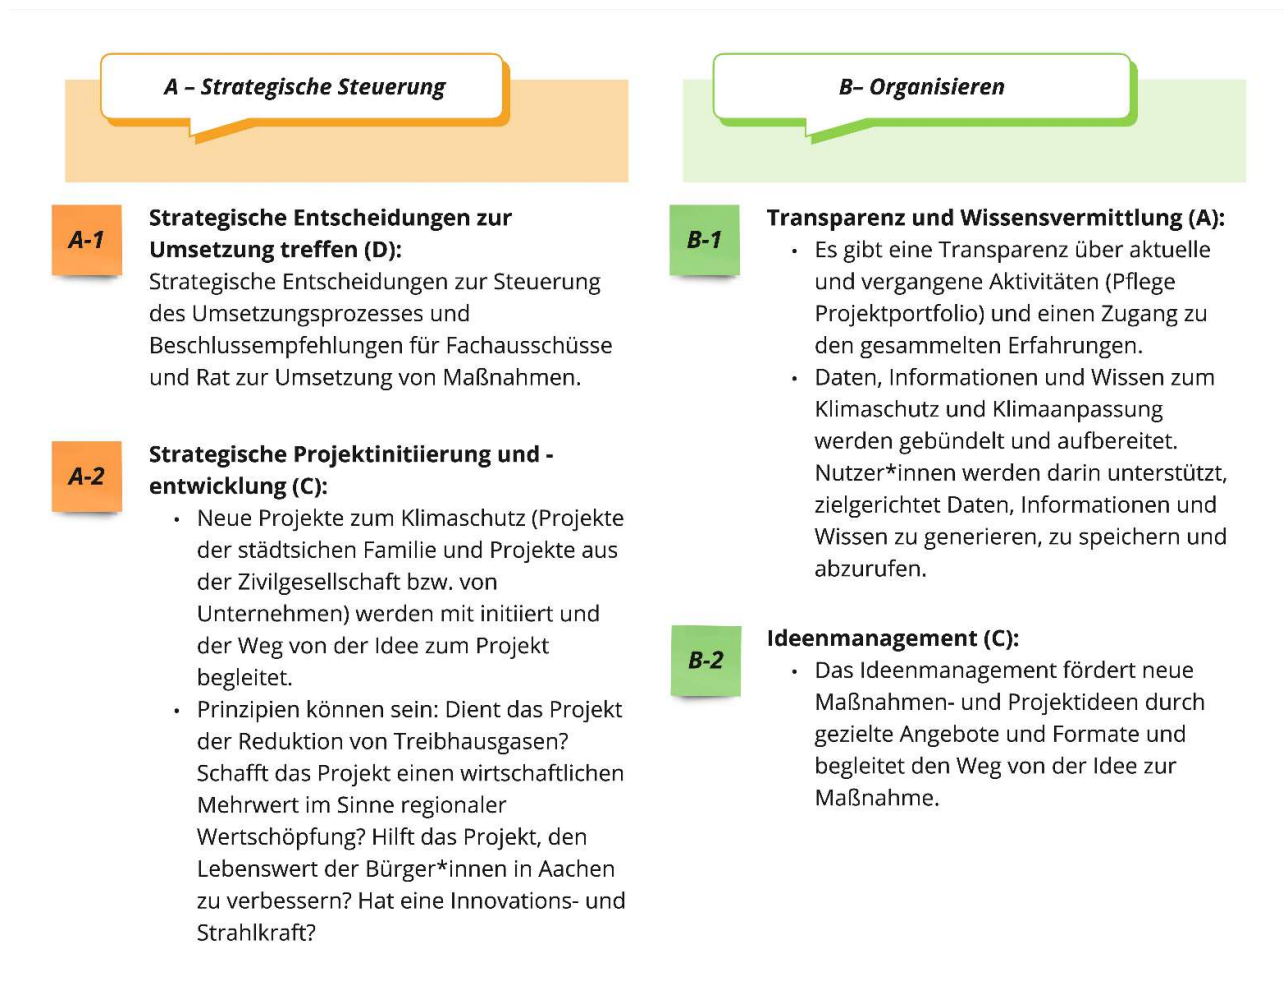 A – Strategische Steuerung
A-1
Strategische Entscheidungen zur
Umsetzung treffen (D):
Strategische Entscheidungen zur Steuerung
des Umsetzungsprozesses und
Beschlussempfehlungen für Fachausschüsse
und Rat zur Umsetzung von Maßnahmen.
A-2
Strategische Projektinitiierung und -
entwicklung (C):
• Neue Projekte zum Klimaschutz (Projekte
der städtsichen Familie und Projekte aus
der Zivilgesellschaft bzw. von
Unternehmen) werden mit initiiert und
der Weg von der Idee zum Projekt
begleitet.
• Prinzipien können sein: Dient das Projekt
der Reduktion von Treibhausgasen?
Schafft das Projekt einen wirtschaftlichen
Mehrwert im Sinne regionaler
Wertschöpfung? Hilft das Projekt, den
Lebenswert der Bürger*innen in Aachen
zu verbessern? Hat eine Innovations- und
Strahlkraft?
B– Organisieren
B-1
Transparenz und Wissensvermittlung (A):
• Es gibt eine Transparenz über aktuelle
und vergangene Aktivitäten (Pflege
Projektportfolio) und einen Zugang zu
den gesammelten Erfahrungen.
• Daten, Informationen und Wissen zum
Klimaschutz und Klimaanpassung
werden gebündelt und aufbereitet.
Nutzer*innen werden darin unterstützt,
zielgerichtet Daten, Informationen und
Wissen zu generieren, zu speichern und
abzurufen.
B-2
Ideenmanagement (C):
• Das Ideenmanagement fördert neue
Maßnahmen- und Projektideen durch
gezielte Angebote und Formate und
begleitet den Weg von der Idee zur
Maßnahme.